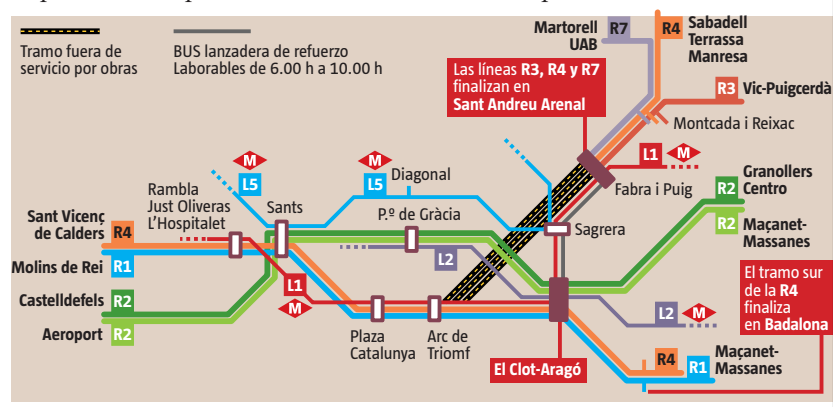 Tramo fuera de
servicio por obras
BUS lanzadera de refuerzo
Laborables de 6.00 h a 10.00 h
Martorell
UAB
R7
R4
Sabadell
Terrassa
Manresa
Las líneas R3, R4 y R7
finalizan en
Sant Andreu Arenal
R3
Vic-Puigcerdà
Montcada i Reixac
L1
M
Fabra i Puig
M
L5
M
L5
Diagonal
Rambla
Just Oliveras
L'Hospitalet
Sants
P.º de Gràcia
Sagrera
Granollers
Centro
R2
R2
Maçanet-
Massanes
Sant Vicenç
de Calders
R4
Molins de Rei
R1
Castelldefels
R2
Aeroport
R2
L2
L1
M
Plaza
Catalunya
Arc de
Triomf
El Clot-Aragó
L2
M
El tramo sur
de la R4
finaliza
en Badalona
R4
R1
Maçanet-
Massanes